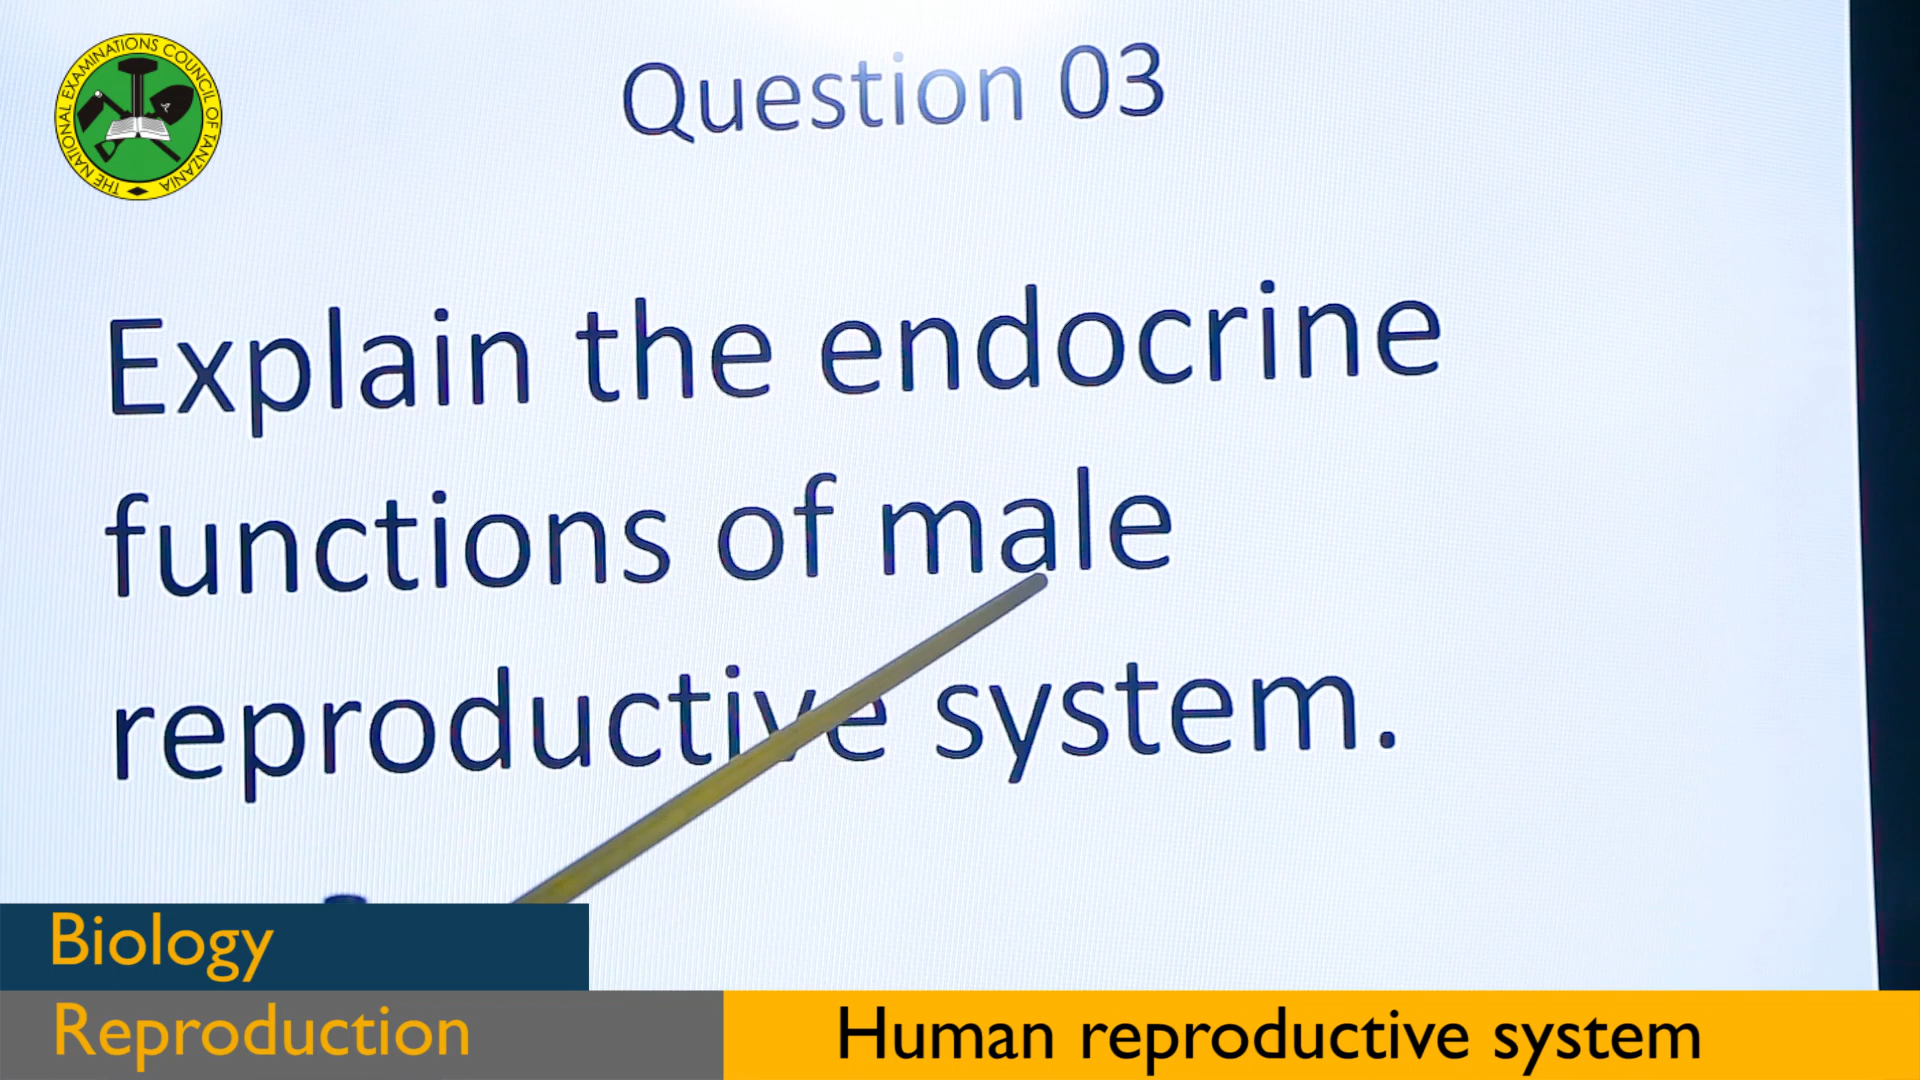 THE NATIONAL EXAMINATIONS COUNCIL OF TANZANIA
Question 03
Explain the endocrine
functions of male
reproductive system.
Biology
Reproduction
Human reproductive system